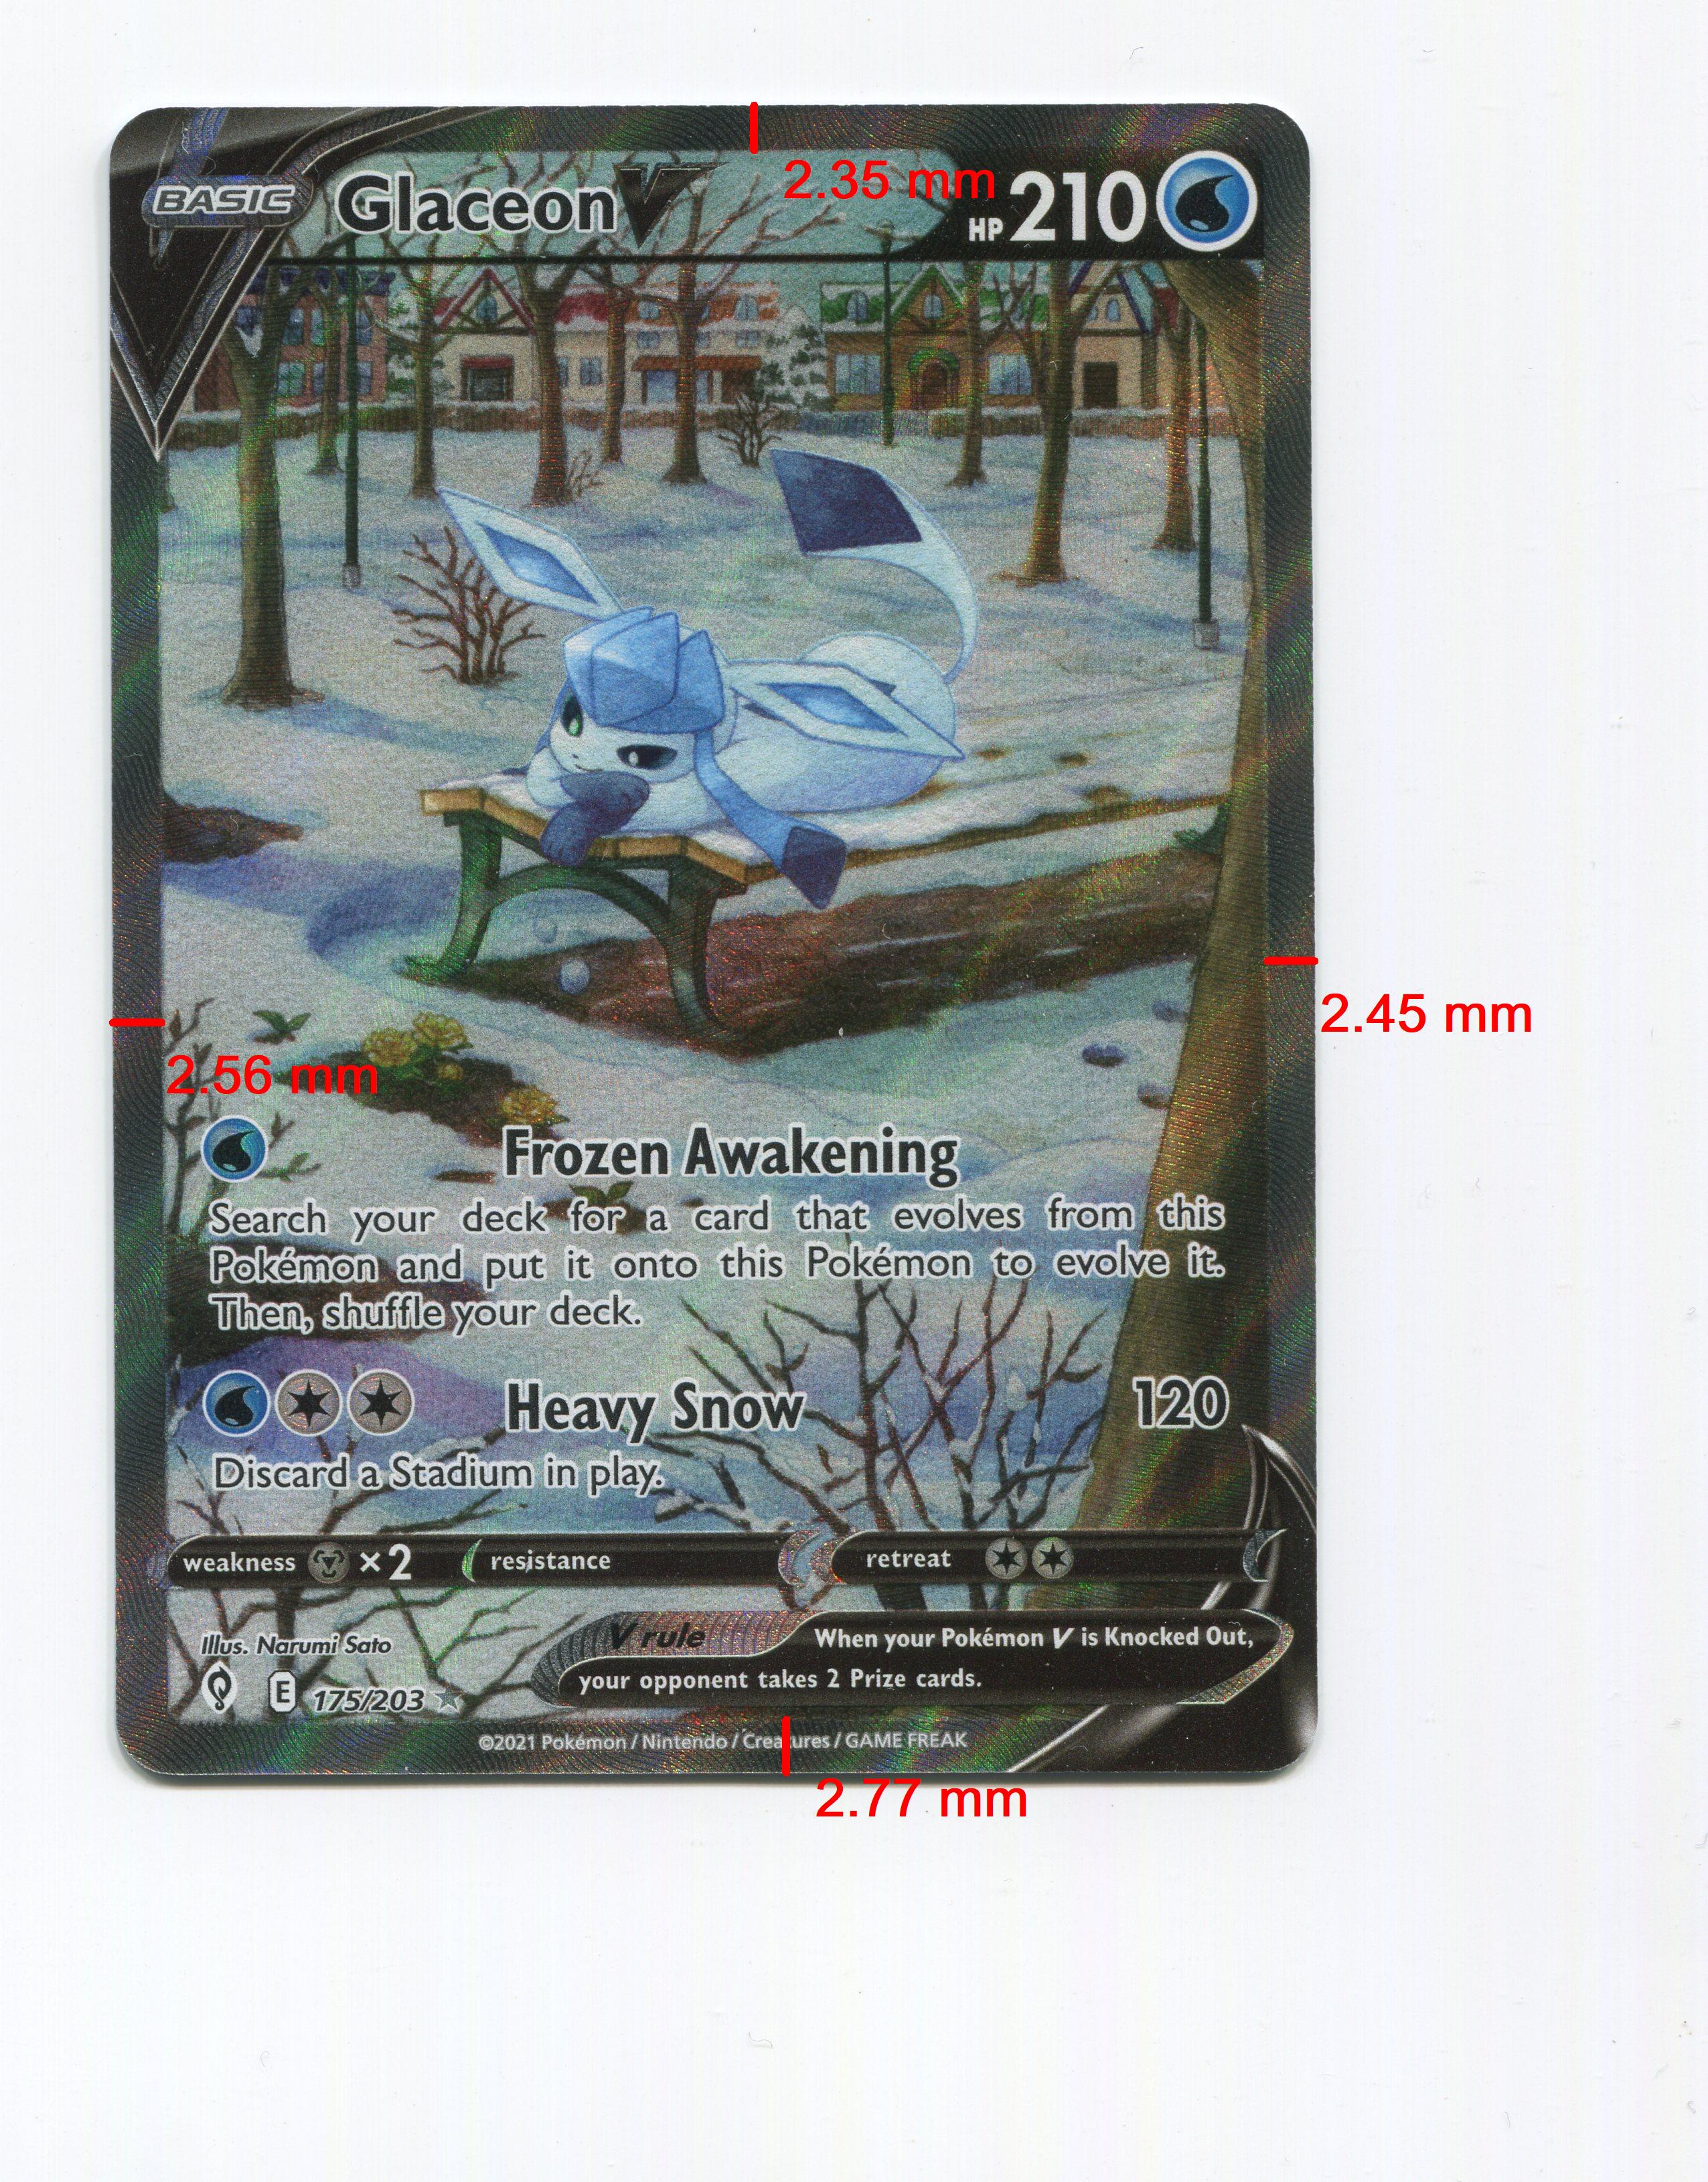 BASIC Glaceon V HP 210
2.35 mm
2.45 mm
2.56 mm
Frozen Awakening
Search your deck for a card that evolves from this
Pokémon and put it onto this Pokémon to evolve it.
Then, shuffle your deck.
Heavy Snow 120
Discard a Stadium in play.
weakness ×2 resistance retreat
V rule When your Pokémon V is Knocked Out,
your opponent takes 2 Prize cards.
Illus. Narumi Sato
E 175/203
©2021 Pokémon / Nintendo / Creatures / GAME FREAK
2.77 mm